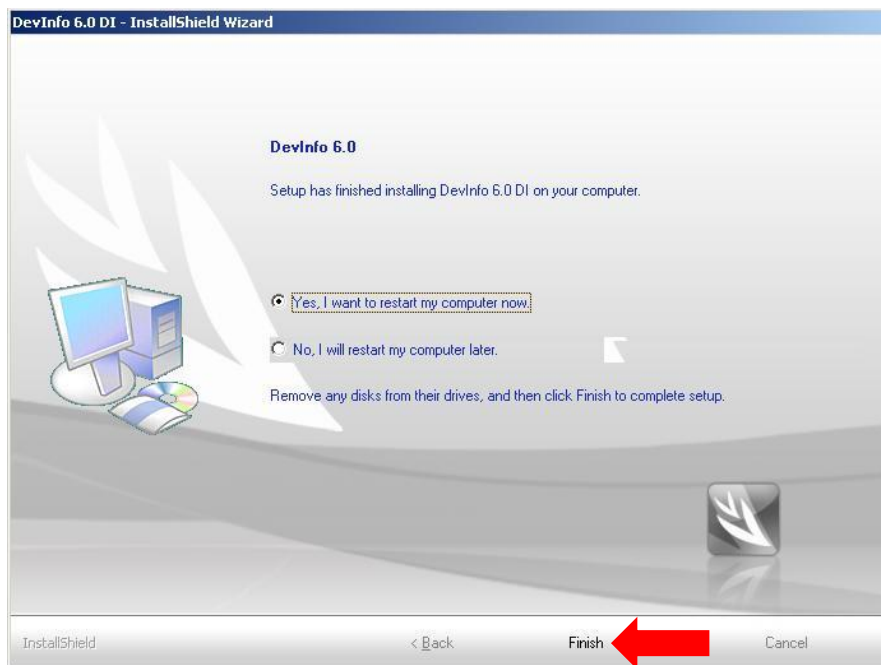 DevInfo 6.0 DI - InstallShield Wizard
DevInfo 6.0
Setup has finished installing DevInfo 6.0 DI on your computer.
Yes, I want to restart my computer now.
No, I will restart my computer later.
Remove any disks from their drives, and then click Finish to complete setup.
InstallShield
< Back
Finish
Cancel